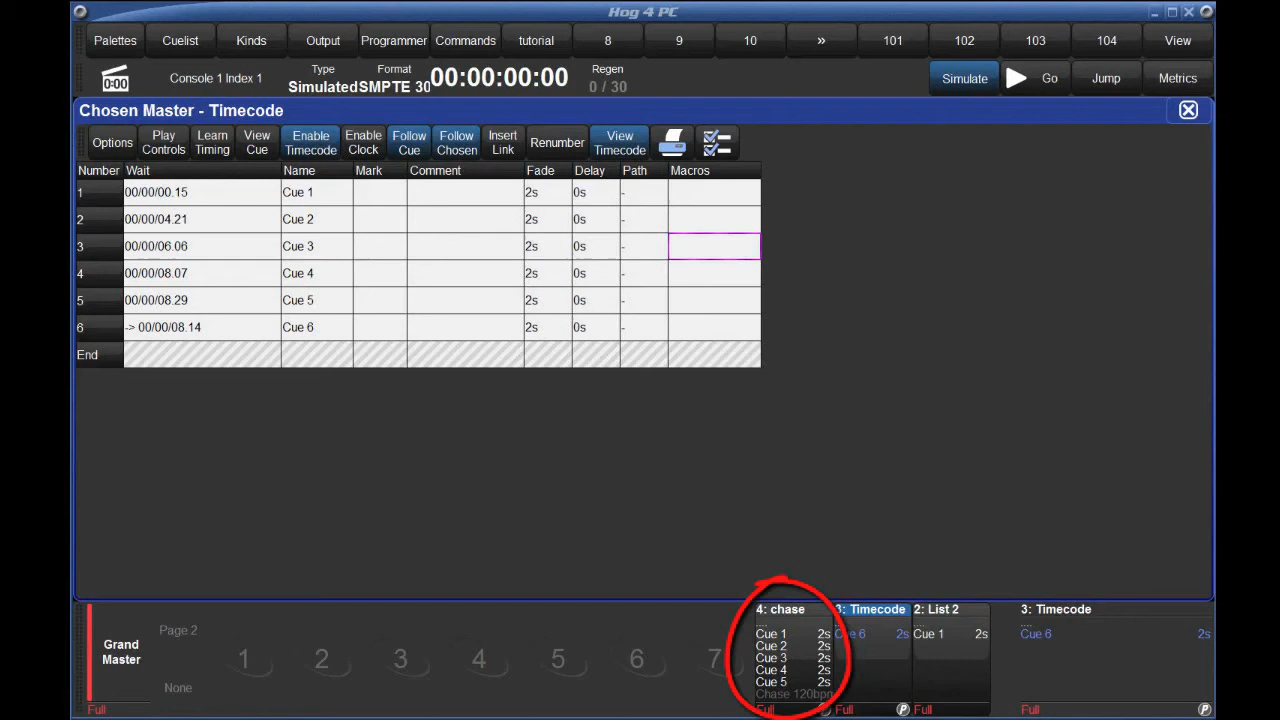 Hog 4 PC
Palettes Cuelist Kinds Output Programmer Commands tutorial 8 9 10 » 101 102 103 104 View
0:00 Console 1 Index 1 Type Simulated Format SMPTE 30 00:00:00:00 Regen 0 / 30 Simulate Go Jump Metrics
Chosen Master - Timecode
Options Play Controls Learn Timing View Cue Enable Timecode Enable Clock Follow Cue Follow Chosen Insert Link Renumber View Timecode
Number Wait Name Mark Comment Fade Delay Path Macros
1 00/00/00.15 Cue 1 2s 0s -
2 00/00/04.21 Cue 2 2s 0s -
3 00/00/06.06 Cue 3 2s 0s -
4 00/00/08.07 Cue 4 2s 0s -
5 00/00/08.29 Cue 5 2s 0s -
6 -> 00/00/08.14 Cue 6 2s 0s -
End
Grand Master
Full
Page 2
None
1 2 3 4 5 6 7
4: chase
....
Cue 1 2s
Cue 2 2s
Cue 3 2s
Cue 4 2s
Cue 5 2s
Chase 120bpm
Full
3: Timecode
....
Cue 6 2s
Full P
2: List 2
....
Cue 1 2s
Full
3: Timecode
....
Cue 6 2s
Full P